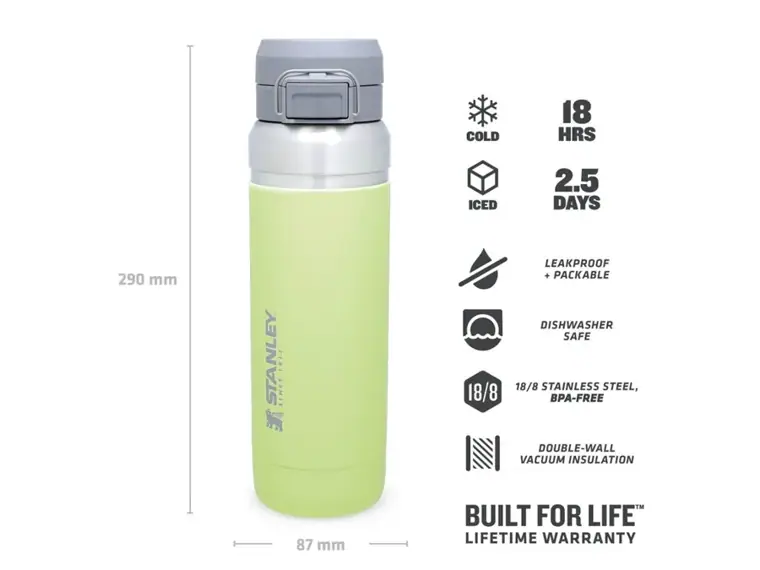 290 mm
STANLEY
SINCE 1913
87 mm
COLD
18
HRS
ICED
2.5
DAYS
LEAKPROOF
+ PACKABLE
DISHWASHER
SAFE
18/8
18/8 STAINLESS STEEL,
BPA-FREE
DOUBLE-WALL
VACUUM INSULATION
BUILT FOR LIFE™
LIFETIME WARRANTY